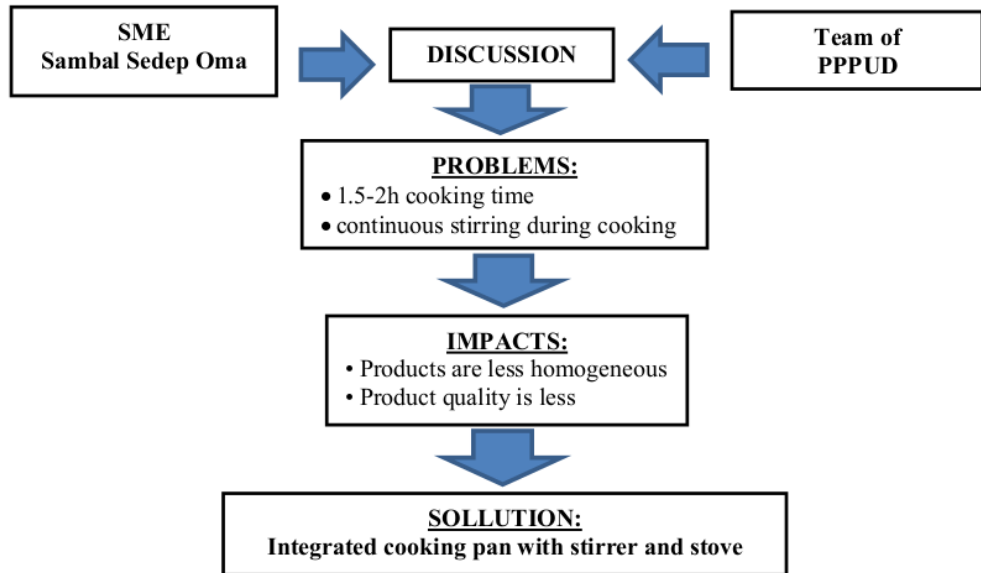 SME
Sambal Sedep Oma
DISCUSSION
Team of
PPPUD
PROBLEMS:
• 1.5-2h cooking time
• continuous stirring during cooking
IMPACTS:
• Products are less homogeneous
• Product quality is less
SOLLUTION:
Integrated cooking pan with stirrer and stove